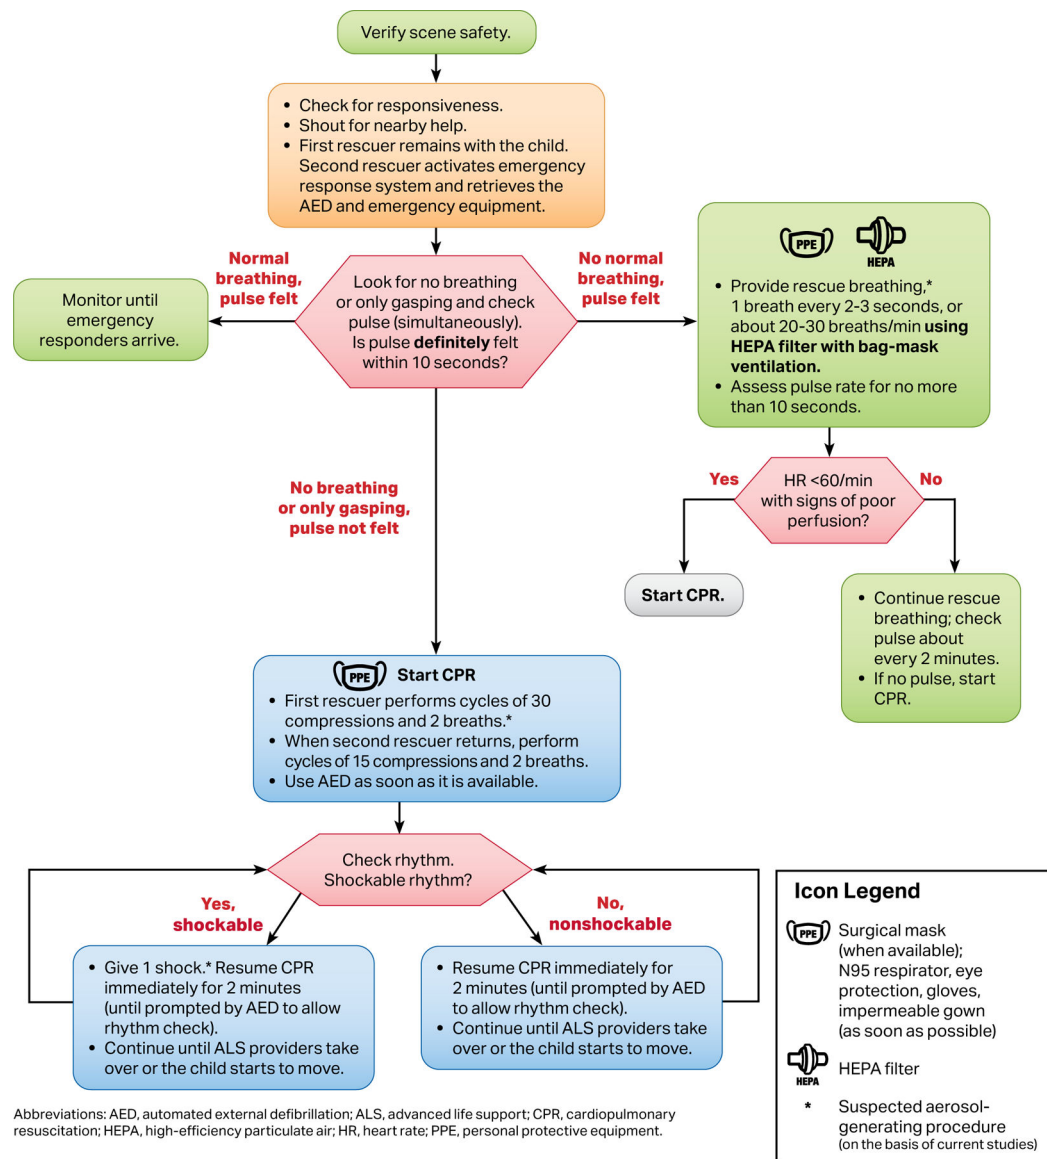 Verify scene safety.
• Check for responsiveness.
• Shout for nearby help.
• First rescuer remains with the child.
Second rescuer activates emergency
response system and retrieves the
AED and emergency equipment.
Normal
breathing,
pulse felt
No normal
breathing,
pulse felt
Monitor until
emergency
responders arrive.
Look for no breathing
or only gasping and check
pulse (simultaneously).
Is pulse definitely felt
within 10 seconds?
PPE
HEPA
• Provide rescue breathing,*
1 breath every 2-3 seconds, or
about 20-30 breaths/min using
HEPA filter with bag-mask
ventilation.
• Assess pulse rate for no more
than 10 seconds.
No breathing
or only gasping,
pulse not felt
Yes
HR <60/min
with signs of poor
perfusion?
No
Start CPR.
• Continue rescue
breathing; check
pulse about
every 2 minutes.
• If no pulse, start
CPR.
PPE Start CPR
• First rescuer performs cycles of 30
compressions and 2 breaths.*
• When second rescuer returns, perform
cycles of 15 compressions and 2 breaths.
• Use AED as soon as it is available.
Check rhythm.
Shockable rhythm?
Yes,
shockable
No,
nonshockable
• Give 1 shock.* Resume CPR
immediately for 2 minutes
(until prompted by AED to allow
rhythm check).
• Continue until ALS providers take
over or the child starts to move.
• Resume CPR immediately for
2 minutes (until prompted by AED
to allow rhythm check).
• Continue until ALS providers take
over or the child starts to move.
Icon Legend
PPE Surgical mask
(when available);
N95 respirator, eye
protection, gloves,
impermeable gown
(as soon as possible)
HEPA HEPA filter
* Suspected aerosol-
generating procedure
(on the basis of current studies)
Abbreviations: AED, automated external defibrillation; ALS, advanced life support; CPR, cardiopulmonary
resuscitation; HEPA, high-efficiency particulate air; HR, heart rate; PPE, personal protective equipment.